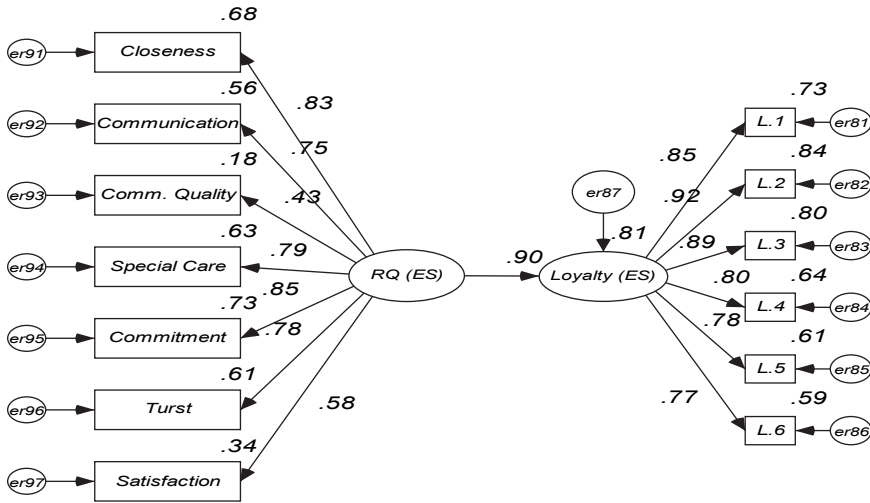 .68
er91
Closeness
.83
.56
er92
Communication
.75
.18
er93
Comm. Quality
.43
.63
er94
Special Care
.79
.73
er95
Commitment
.85
.61
er96
Turst
.78
.34
er97
Satisfaction
.58
RQ (ES)
.90
er87
.81
Loyalty (ES)
.85
.73
L.1
er81
.92
.84
L.2
er82
.89
.80
L.3
er83
.80
.64
L.4
er84
.78
.61
L.5
er85
.77
.59
L.6
er86